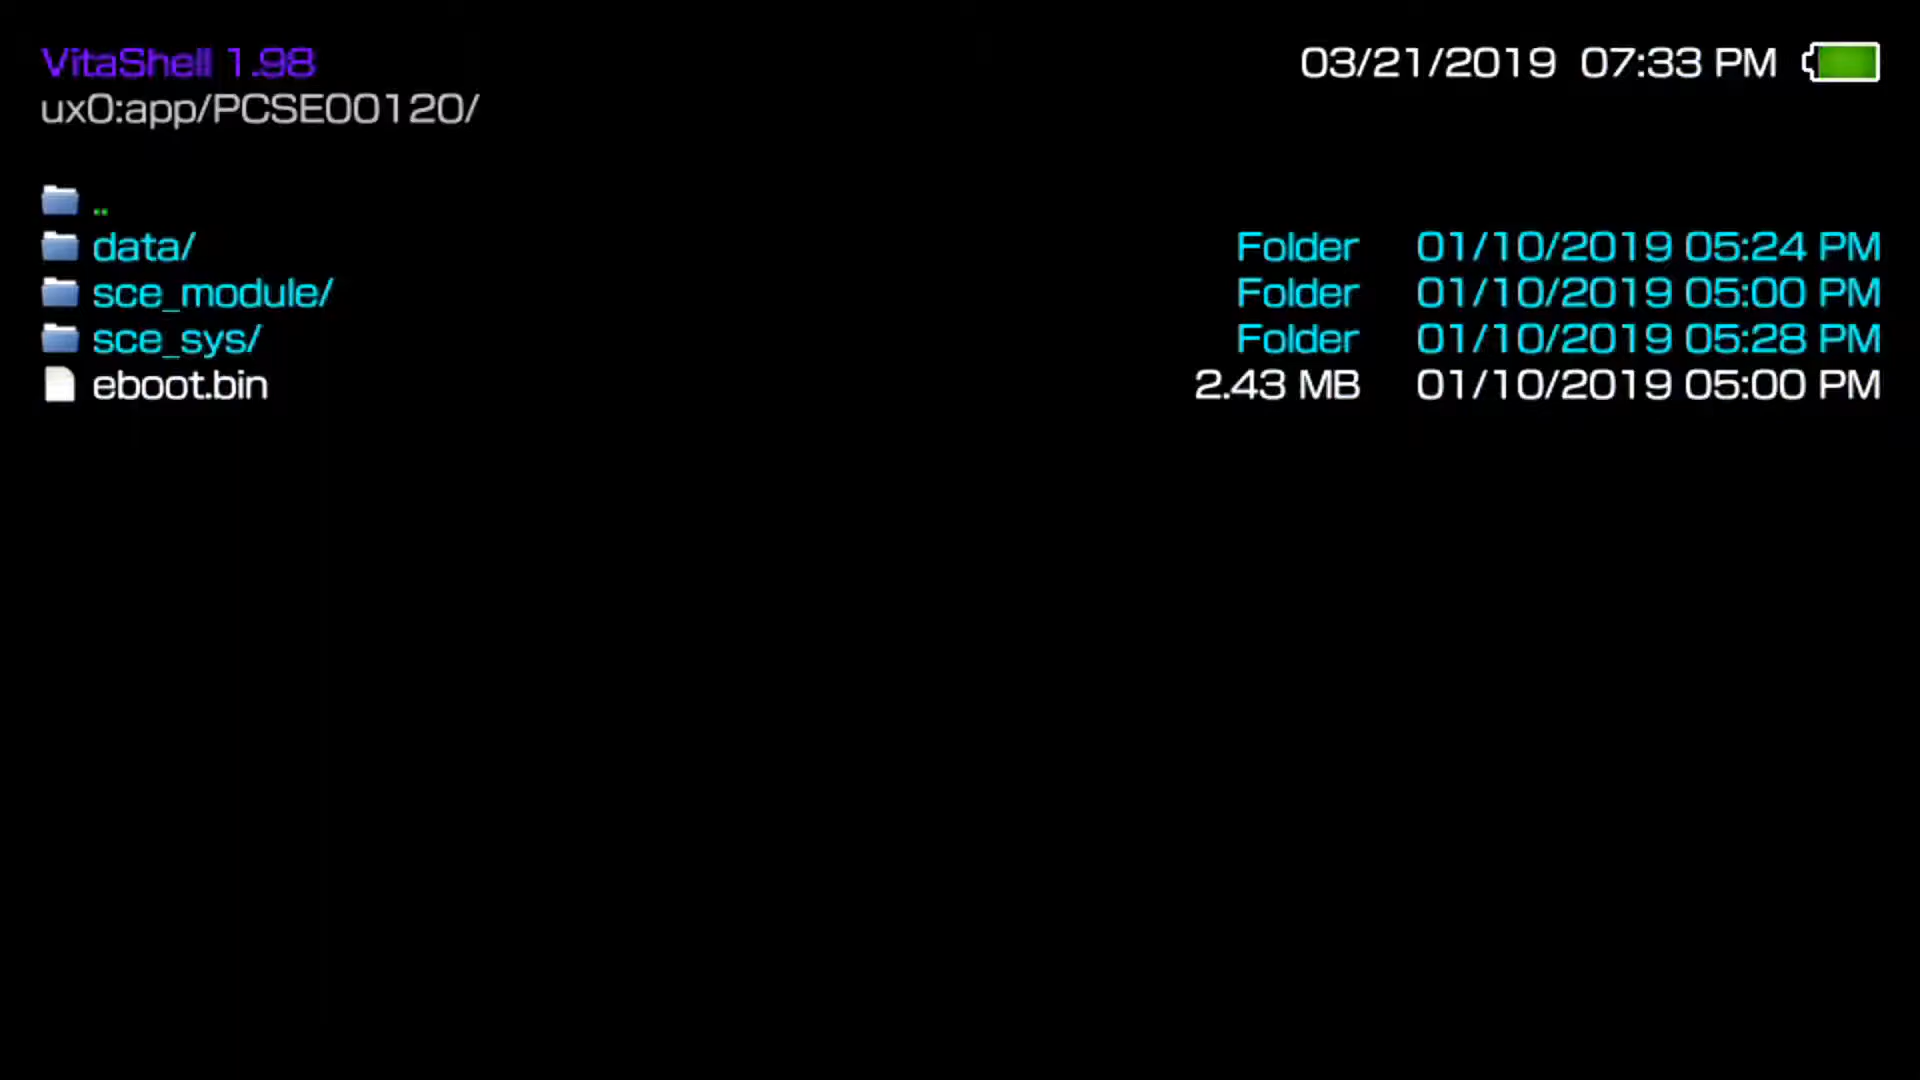 VitaShell 1.98 03/21/2019 07:33 PM
ux0:app/PCSE00120/
..
data/ Folder 01/10/2019 05:24 PM
sce_module/ Folder 01/10/2019 05:00 PM
sce_sys/ Folder 01/10/2019 05:28 PM
eboot.bin 2.43 MB 01/10/2019 05:00 PM